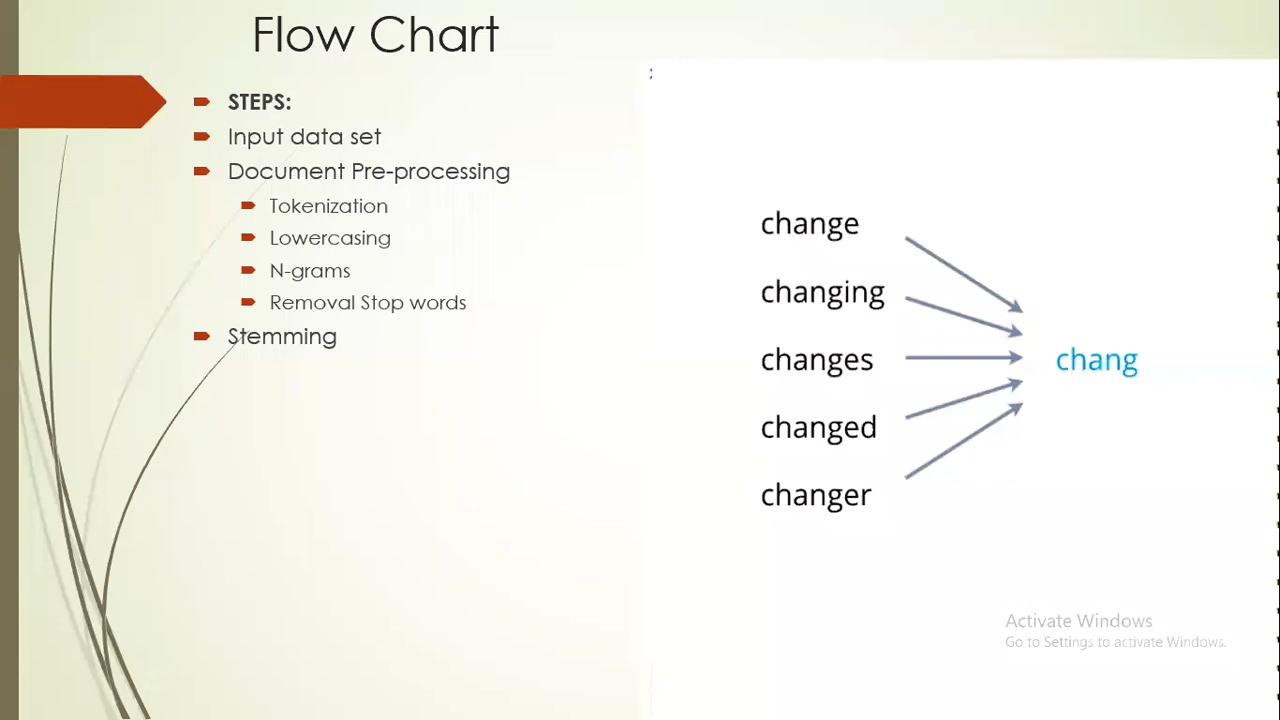 Flow Chart
STEPS:
Input data set
Document Pre-processing
Tokenization
Lowercasing
N-grams
Removal Stop words
Stemming
change
changing
changes
changed
changer
chang
Activate Windows
Go to Settings to activate Windows.